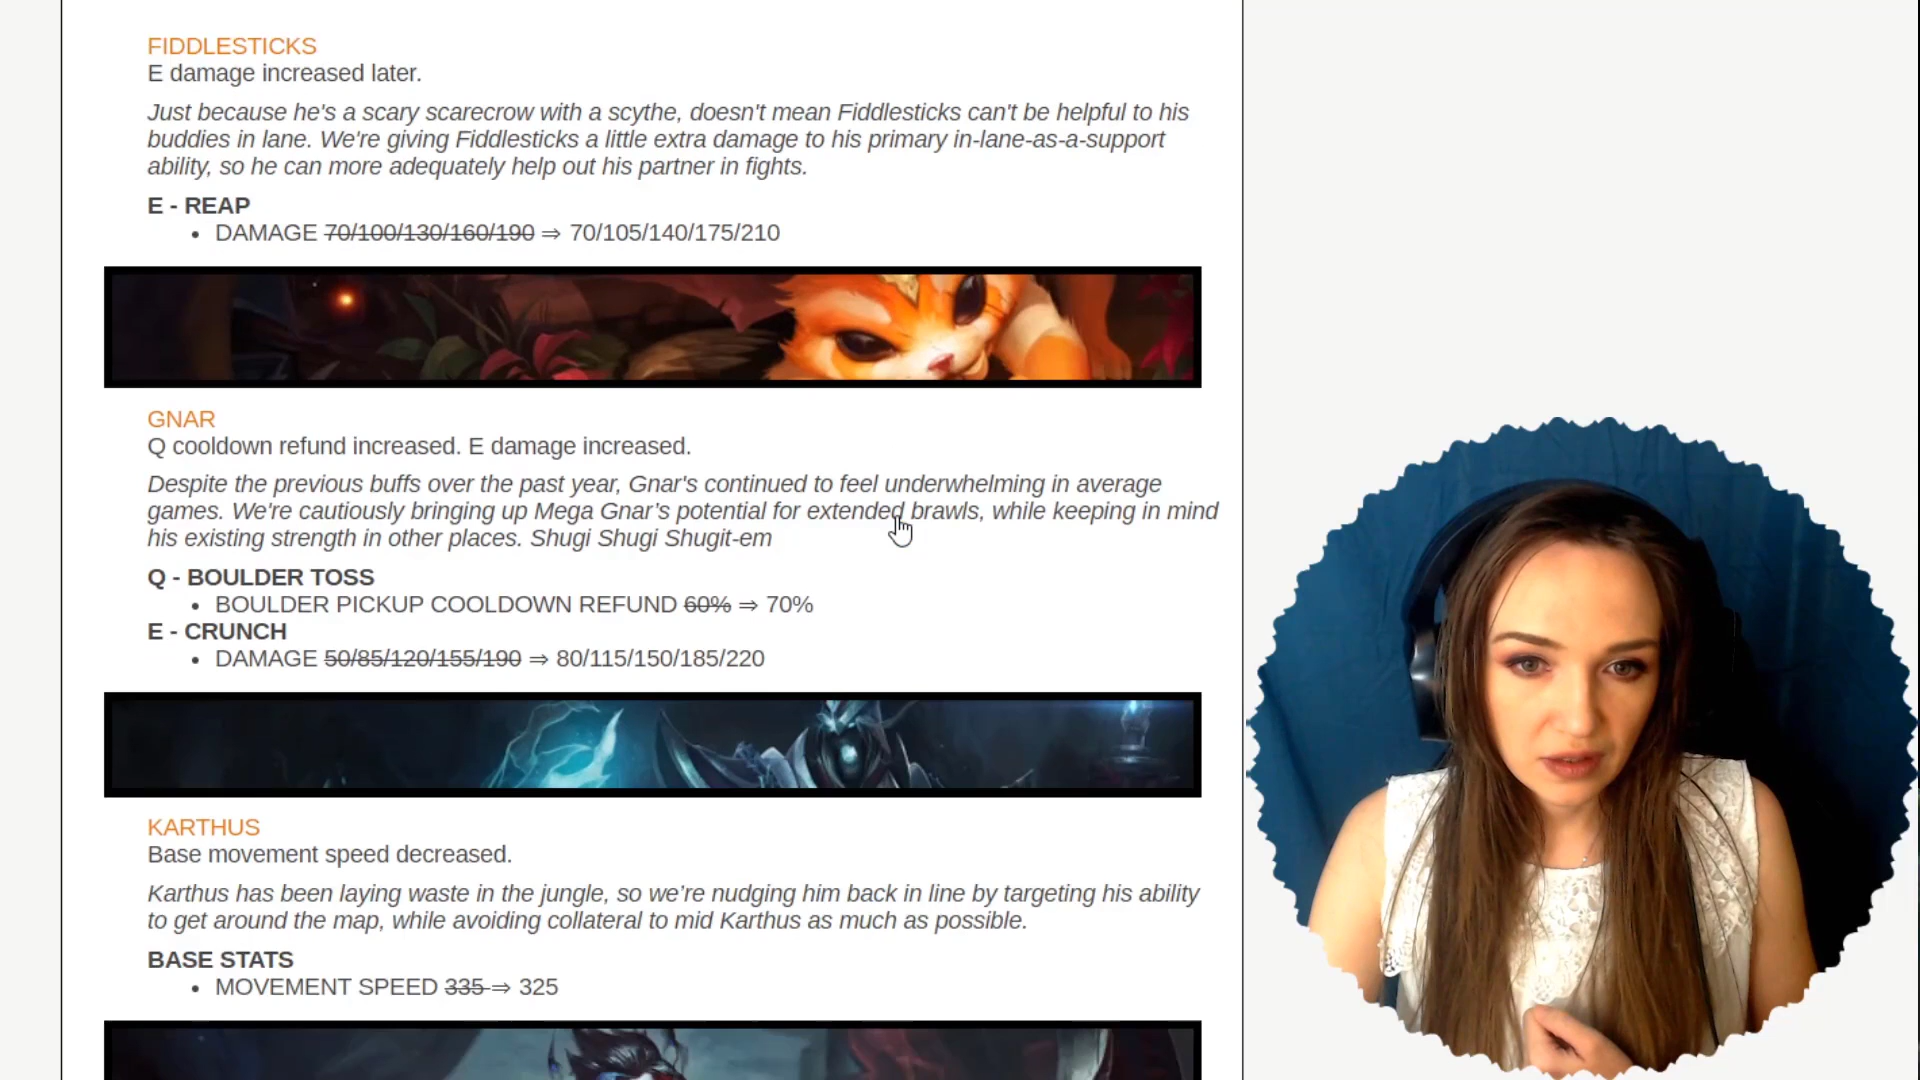 FIDDLESTICKS
E damage increased later.
Just because he's a scary scarecrow with a scythe, doesn't mean Fiddlesticks can't be helpful to his
buddies in lane. We're giving Fiddlesticks a little extra damage to his primary in-lane-as-a-support
ability, so he can more adequately help out his partner in fights.
E - REAP
• DAMAGE 70/100/130/160/190 ⇒ 70/105/140/175/210
GNAR
Q cooldown refund increased. E damage increased.
Despite the previous buffs over the past year, Gnar's continued to feel underwhelming in average
games. We're cautiously bringing up Mega Gnar’s potential for extended brawls, while keeping in mind
his existing strength in other places. Shugi Shugi Shugit-em
Q - BOULDER TOSS
• BOULDER PICKUP COOLDOWN REFUND 60% ⇒ 70%
E - CRUNCH
• DAMAGE 50/85/120/155/190 ⇒ 80/115/150/185/220
KARTHUS
Base movement speed decreased.
Karthus has been laying waste in the jungle, so we’re nudging him back in line by targeting his ability
to get around the map, while avoiding collateral to mid Karthus as much as possible.
BASE STATS
• MOVEMENT SPEED 335 ⇒ 325